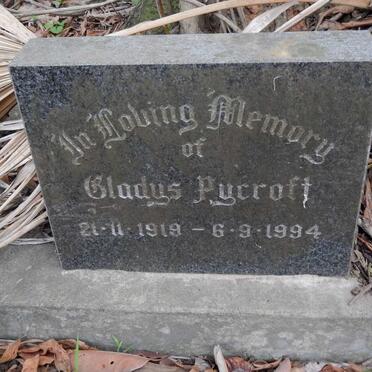 In Loving Memory
of
Gladys Pycroft
21-11-1919 - 6-9-1994